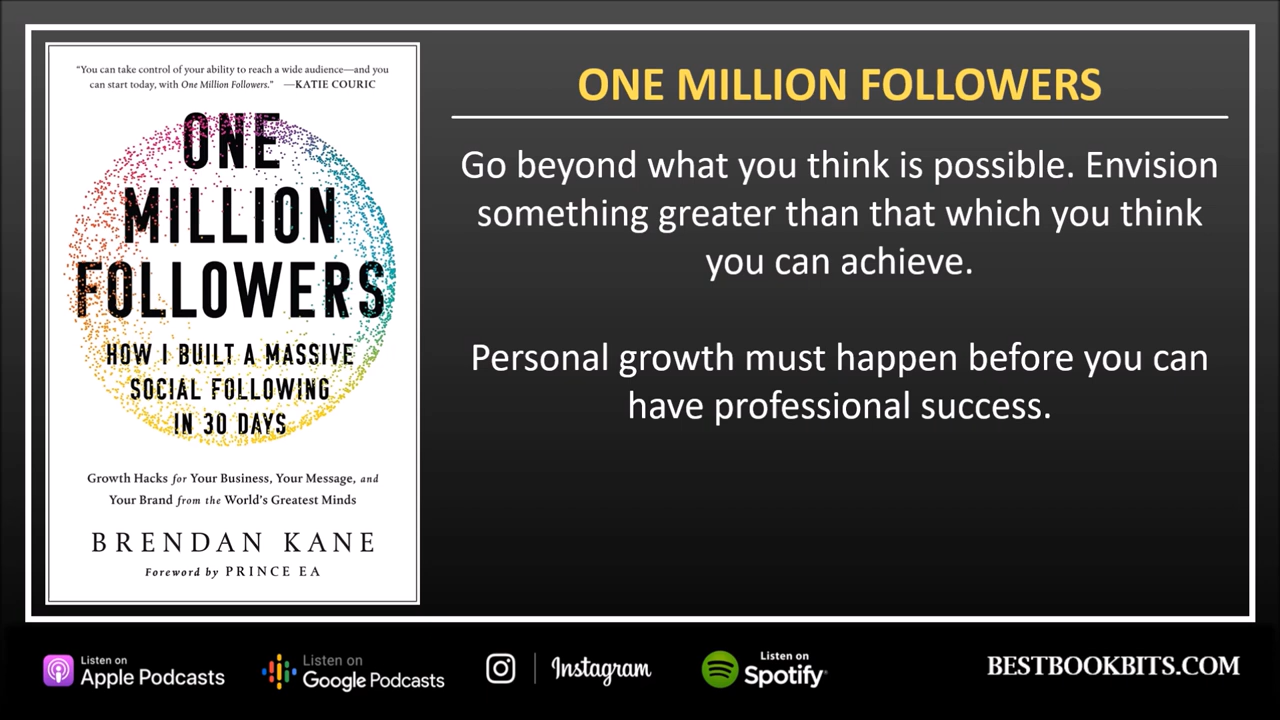 “You can take control of your ability to reach a wide audience—and you
can start today, with One Million Followers.” —KATIE COURIC
ONE
MILLION
FOLLOWERS
HOW I BUILT A MASSIVE
SOCIAL FOLLOWING
IN 30 DAYS
Growth Hacks for Your Business, Your Message, and
Your Brand from the World's Greatest Minds
BRENDAN KANE
Foreword by PRINCE EA
ONE MILLION FOLLOWERS
Go beyond what you think is possible. Envision
something greater than that which you think
you can achieve.
Personal growth must happen before you can
have professional success.
Listen on
Apple Podcasts
Listen on
Google Podcasts
Instagram
Listen on
Spotify
BESTBOOKBITS.COM